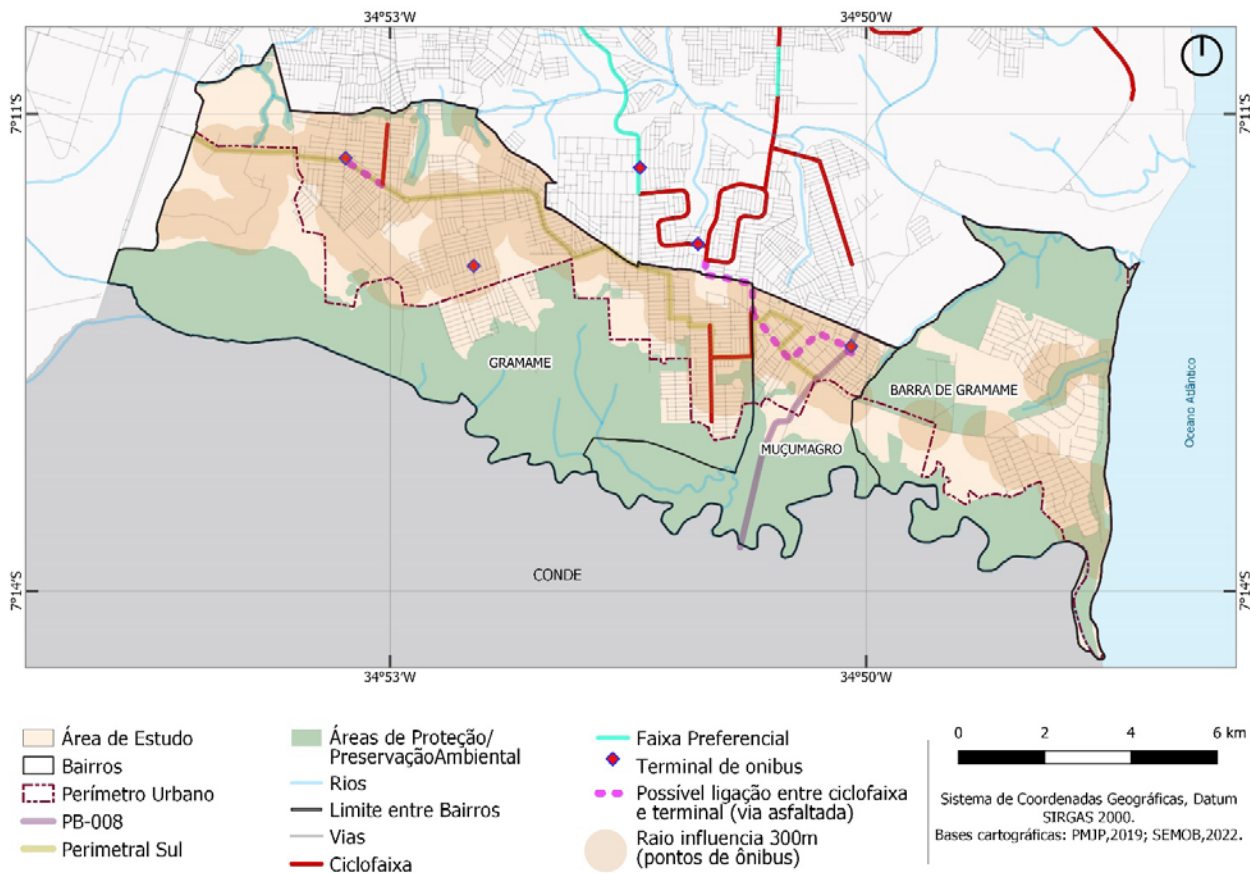 34°53'W
34°50'W
7°11'S
7°11'S
GRAMAME
BARRA DE GRAMAME
MUÇUMAGRO
Oceano Atlântico
CONDE
7°14'S
7°14'S
34°53'W
34°50'W
Área de Estudo
Bairros
Perímetro Urbano
PB-008
Perimetral Sul
Áreas de Proteção/
PreservaçãoAmbiental
Rios
Limite entre Bairros
Vias
Ciclofaixa
Faixa Preferencial
Terminal de onibus
Possível ligação entre ciclofaixa
e terminal (via asfaltada)
Raio influencia 300m
(pontos de ônibus)
0 2 4 6 km
Sistema de Coordenadas Geográficas, Datum
SIRGAS 2000.
Bases cartográficas: PMJP,2019; SEMOB,2022.